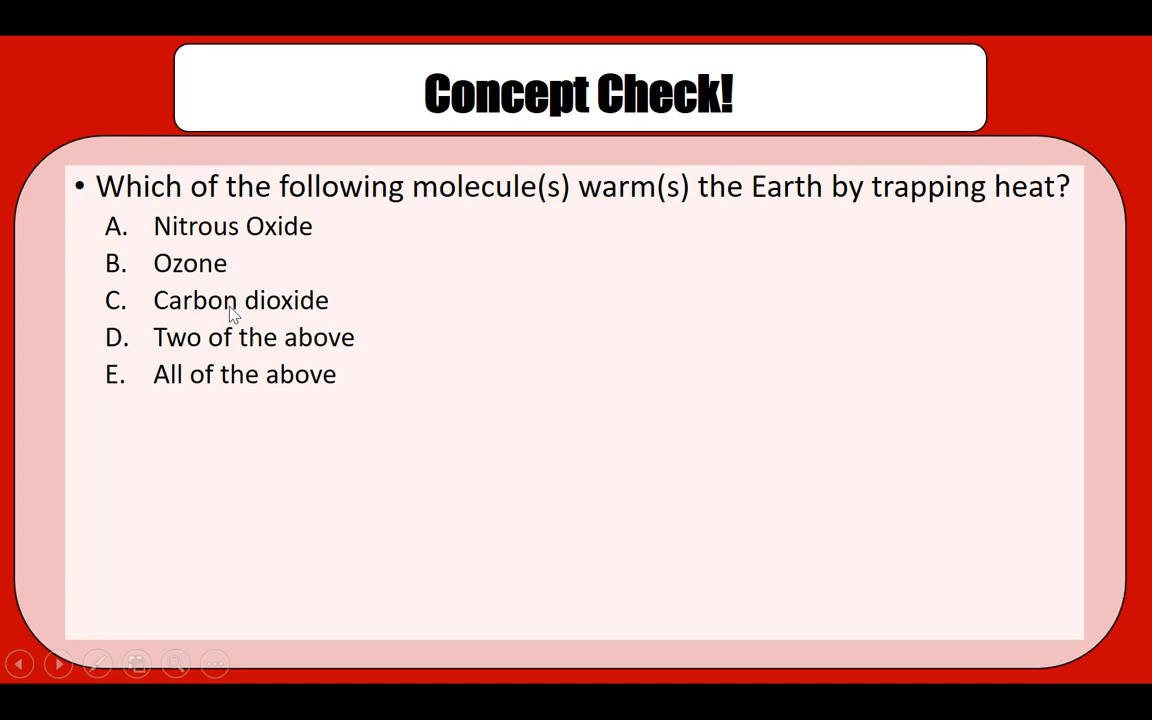 Concept Check!
• Which of the following molecule(s) warm(s) the Earth by trapping heat?
A. Nitrous Oxide
B. Ozone
C. Carbon dioxide
D. Two of the above
E. All of the above